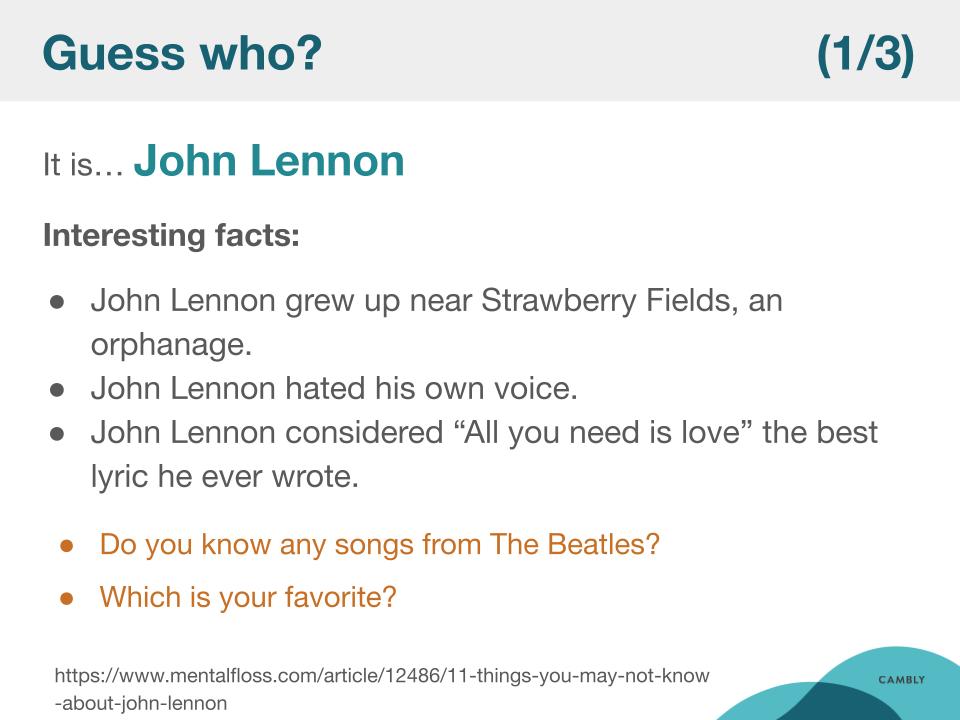 Guess who? (1/3)
It is… John Lennon
Interesting facts:
● John Lennon grew up near Strawberry Fields, an
orphanage.
● John Lennon hated his own voice.
● John Lennon considered “All you need is love” the best
lyric he ever wrote.
● Do you know any songs from The Beatles?
● Which is your favorite?
https://www.mentalfloss.com/article/12486/11-things-you-may-not-know
-about-john-lennon
CAMBLY